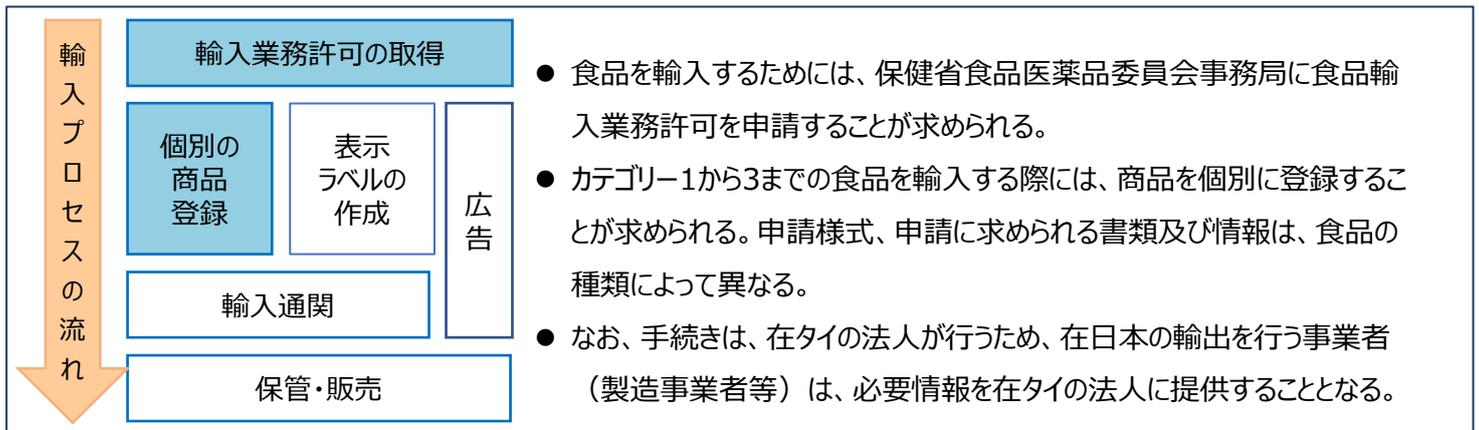 輸入プロセスの流れ
輸入業務許可の取得
個別の
商品
登録
表示
ラベルの
作成
広告
輸入通関
保管・販売
● 食品を輸入するためには、保健省食品医薬品委員会事務局に食品輸
入業務許可を申請することが求められる。
● カテゴリー1から3までの食品を輸入する際には、商品を個別に登録するこ
とが求められる。申請様式、申請に求められる書類及び情報は、食品の
種類によって異なる。
● なお、手続きは、在タイの法人が行うため、在日本の輸出を行う事業者
（製造事業者等）は、必要情報を在タイの法人に提供することとなる。